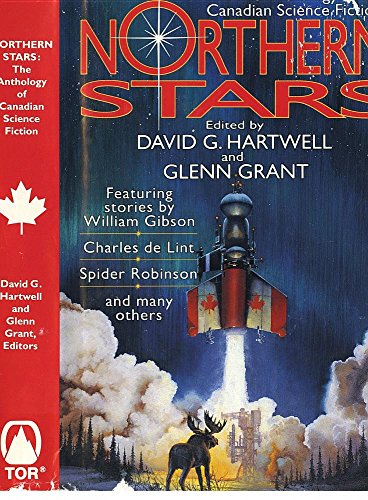 ORTHERN
STARS:
The
Anthology
of
Canadian
Science
Fiction
David G.
Hartwell
and
Glenn
Grant,
Editors
TOR®
Canadian Science Fictio
NORTHERN
STARS
Edited by
DAVID G. HARTWELL
and
GLENN GRANT
Featuring
stories by
William Gibson
Charles de Lint
Spider Robinson
and many
others